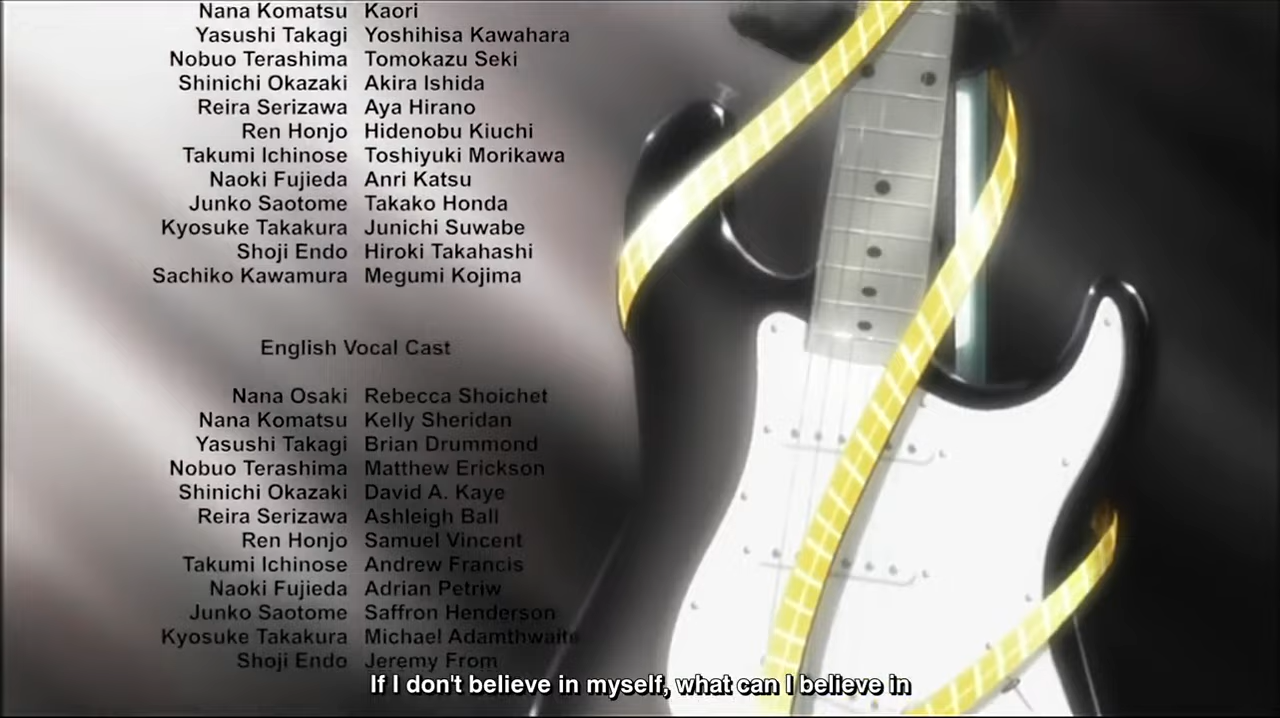 Nana Komatsu Kaori
Yasushi Takagi Yoshihisa Kawahara
Nobuo Terashima Tomokazu Seki
Shinichi Okazaki Akira Ishida
Reira Serizawa Aya Hirano
Ren Honjo Hidenobu Kiuchi
Takumi Ichinose Toshiyuki Morikawa
Naoki Fujieda Anri Katsu
Junko Saotome Takako Honda
Kyosuke Takakura Junichi Suwabe
Shoji Endo Hiroki Takahashi
Sachiko Kawamura Megumi Kojima
English Vocal Cast
Nana Osaki Rebecca Shoichet
Nana Komatsu Kelly Sheridan
Yasushi Takagi Brian Drummond
Nobuo Terashima Matthew Erickson
Shinichi Okazaki David A. Kaye
Reira Serizawa Ashleigh Ball
Ren Honjo Samuel Vincent
Takumi Ichinose Andrew Francis
Naoki Fujieda Adrian Petriw
Junko Saotome Saffron Henderson
Kyosuke Takakura Michael Adamthwaite
Shoji Endo Jeremy From
If I don't believe in myself, what can I believe in